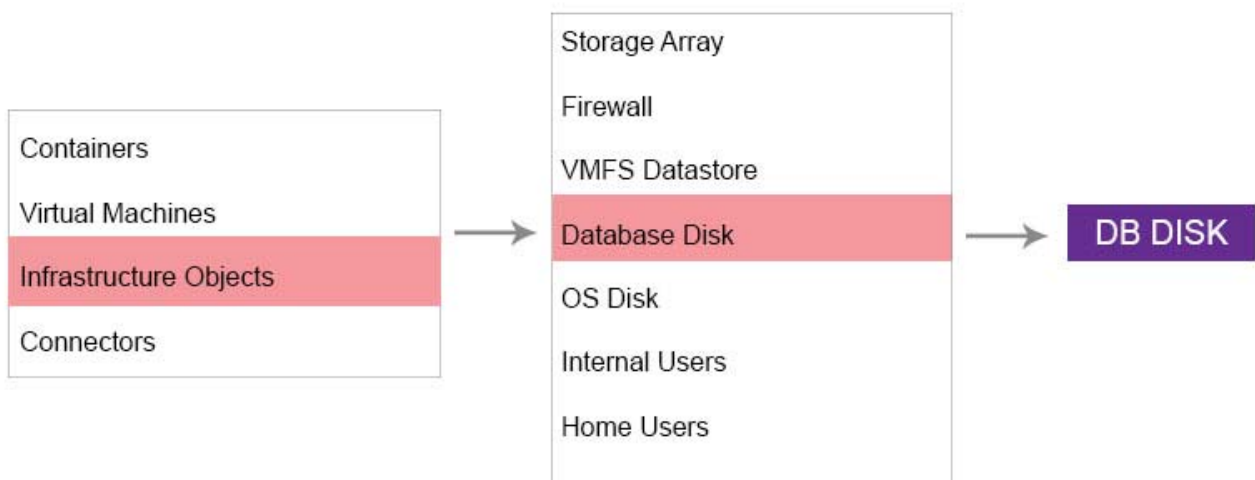 Containers
Virtual Machines
Infrastructure Objects
Connectors
Storage Array
Firewall
VMFS Datastore
Database Disk
OS Disk
Internal Users
Home Users
DB DISK